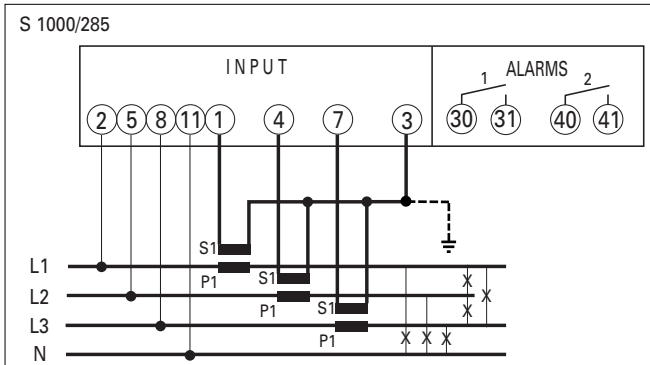 S 1000/285
INPUT
ALARMS
1 2
2 5 8 11 1 4 7 3 30 31 40 41
S1
L1
P1 S1
L2
P1 S1
L3
P1 X X X X X X
N